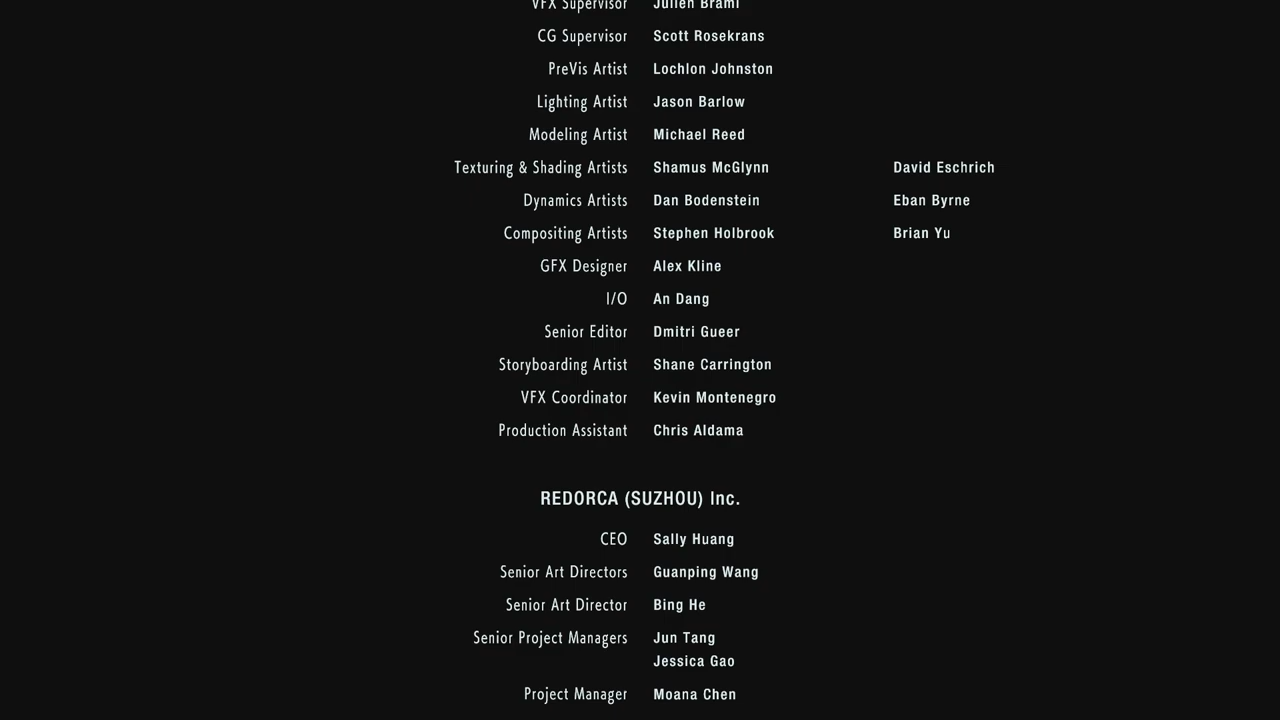 VFX Supervisor Julien Brami
CG Supervisor Scott Rosekrans
PreVis Artist Lochlon Johnston
Lighting Artist Jason Barlow
Modeling Artist Michael Reed
Texturing & Shading Artists Shamus McGlynn David Eschrich
Dynamics Artists Dan Bodenstein Eban Byrne
Compositing Artists Stephen Holbrook Brian Yu
GFX Designer Alex Kline
I/O An Dang
Senior Editor Dmitri Gueer
Storyboarding Artist Shane Carrington
VFX Coordinator Kevin Montenegro
Production Assistant Chris Aldama
REDORCA (SUZHOU) Inc.
CEO Sally Huang
Senior Art Directors Guanping Wang
Senior Art Director Bing He
Senior Project Managers Jun Tang
Jessica Gao
Project Manager Moana Chen